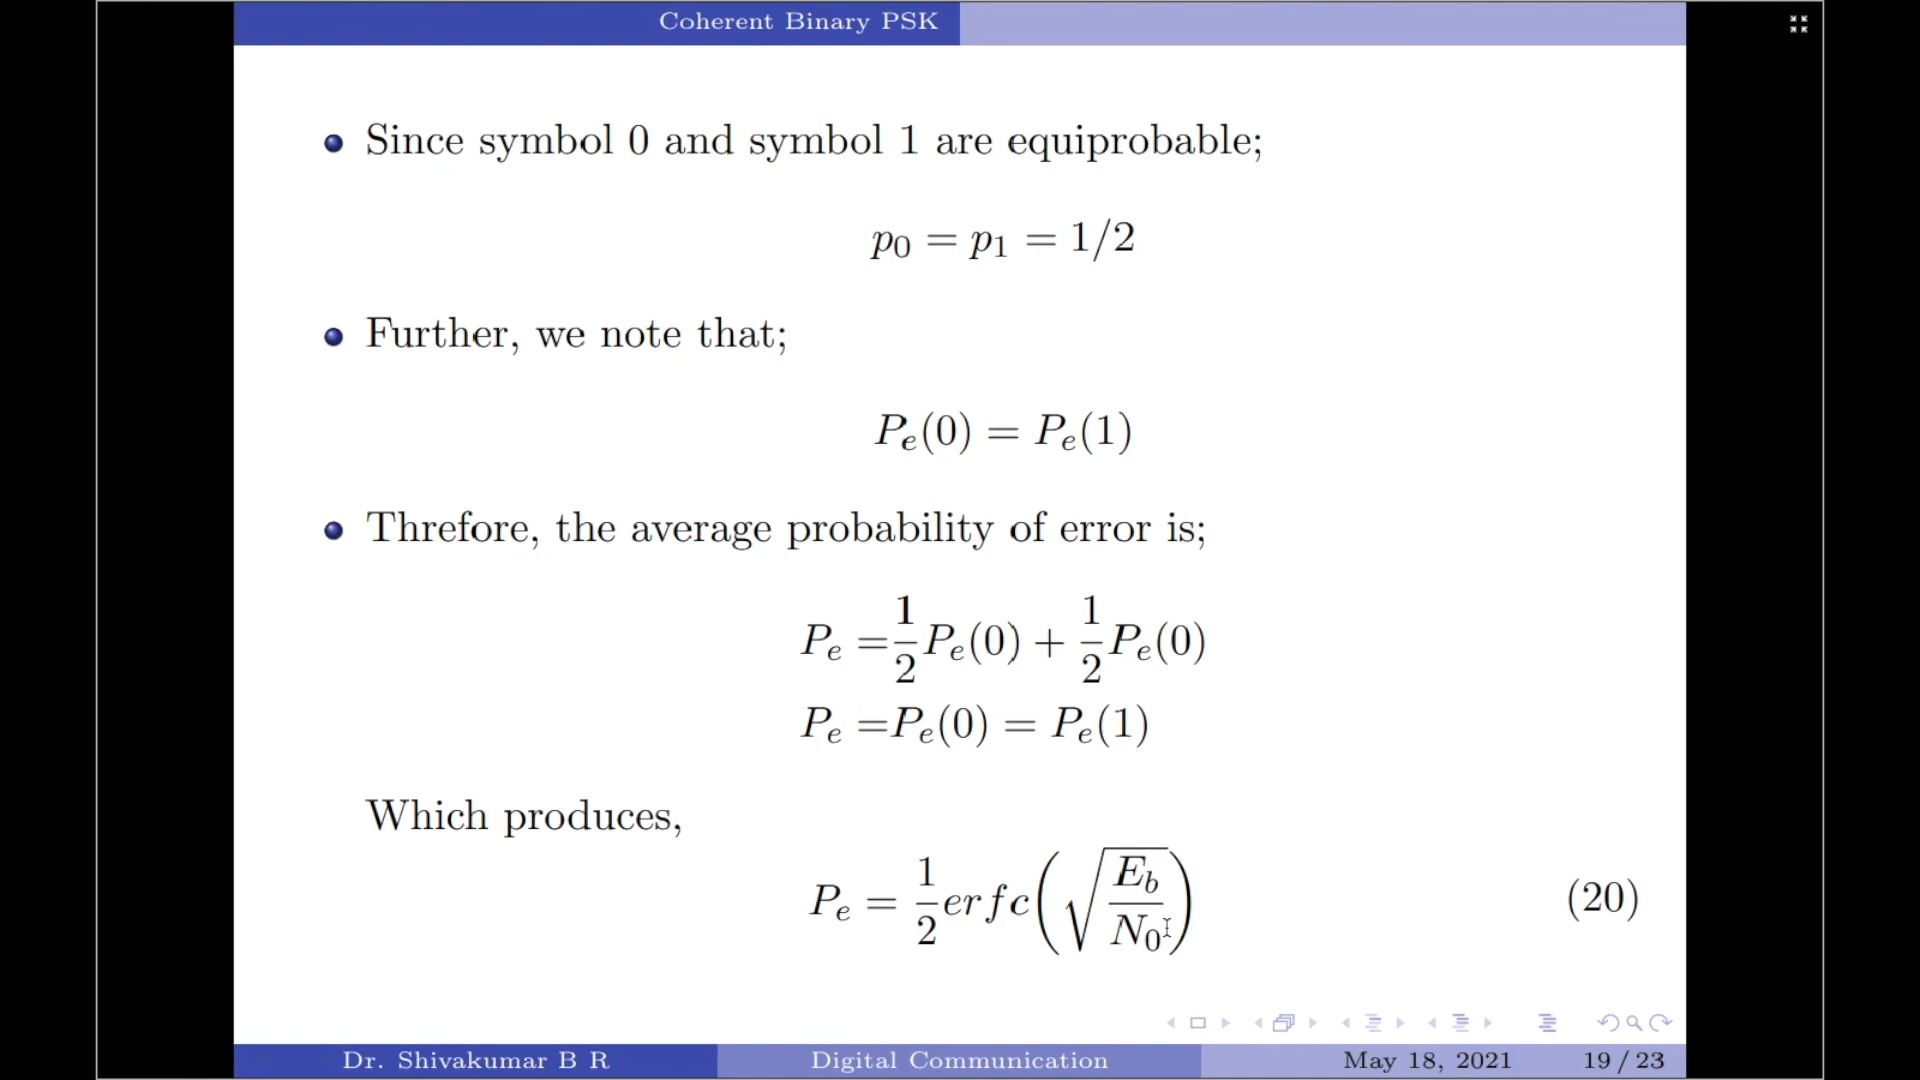 Coherent Binary PSK
Since symbol 0 and symbol 1 are equiprobable;
p₀ = p₁ = 1/2
Further, we note that;
Pₑ(0) = Pₑ(1)
Threfore, the average probability of error is;
Pₑ = 1/2 Pₑ(0) + 1/2 Pₑ(0)
Pₑ = Pₑ(0) = Pₑ(1)
Which produces,
Pₑ = 1/2 erfc(√(E_b/N₀)) (20)
Dr. Shivakumar B R Digital Communication May 18, 2021 19 / 23